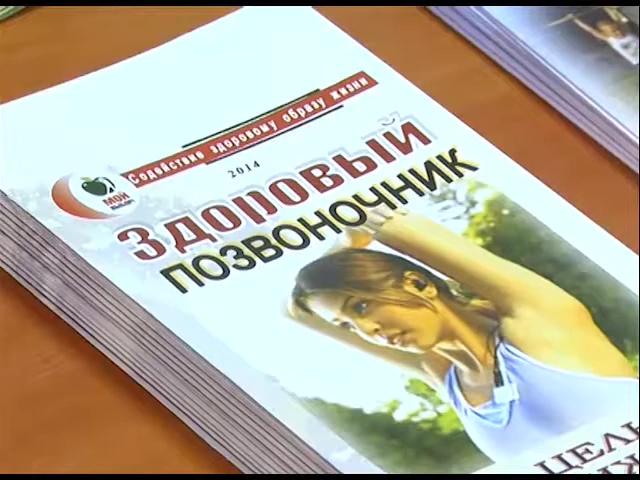 Содействие здоровому образу жизни
МОЙ
2014
Здоровый
ПОЗВОНОЧНИК